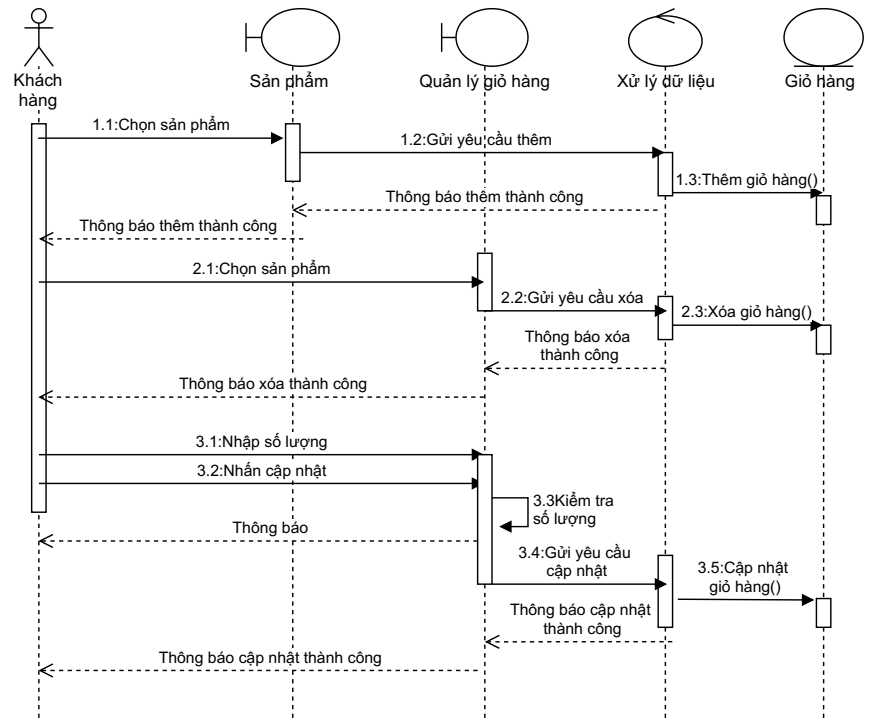 Khách
hàng
Sản phẩm
Quản lý giỏ hàng
Xử lý dữ liệu
Giỏ hàng
1.1:Chọn sản phẩm
1.2:Gửi yêu cầu thêm
1.3:Thêm giỏ hàng()
Thông báo thêm thành công
Thông báo thêm thành công
2.1:Chọn sản phẩm
2.2:Gửi yêu cầu xóa
2.3:Xóa giỏ hàng()
Thông báo xóa
thành công
Thông báo xóa thành công
3.1:Nhập số lượng
3.2:Nhấn cập nhật
3.3Kiểm tra
số lượng
Thông báo
3.4:Gửi yêu cầu
cập nhật
3.5:Cập nhật
giỏ hàng()
Thông báo cập nhật
thành công
Thông báo cập nhật thành công